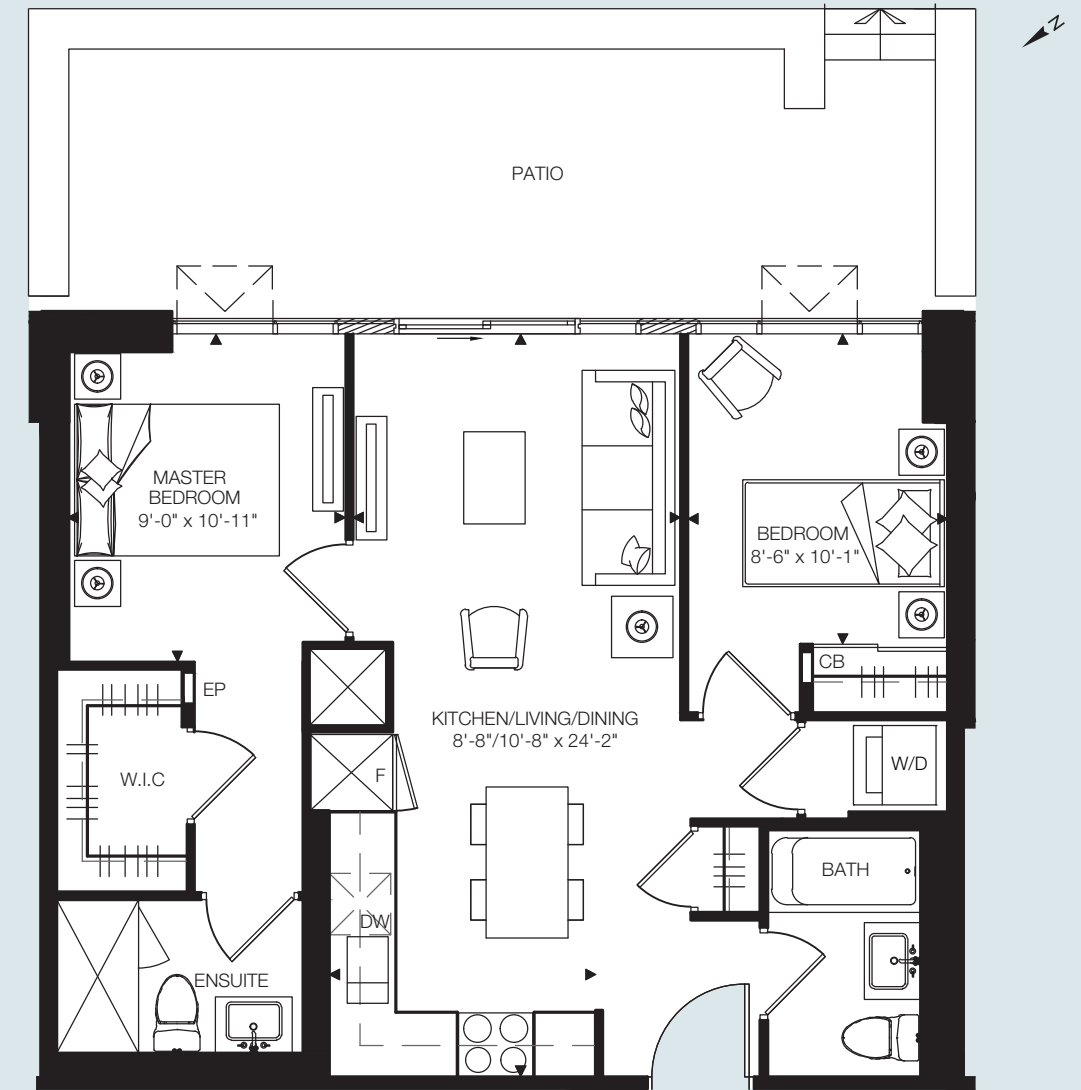 N
PATIO
MASTER
BEDROOM
9'-0" x 10'-11"
BEDROOM
8'-6" x 10'-1"
CB
EP
KITCHEN/LIVING/DINING
8'-8"/10'-8" x 24'-2"
W.I.C
F
W/D
BATH
DW
ENSUITE